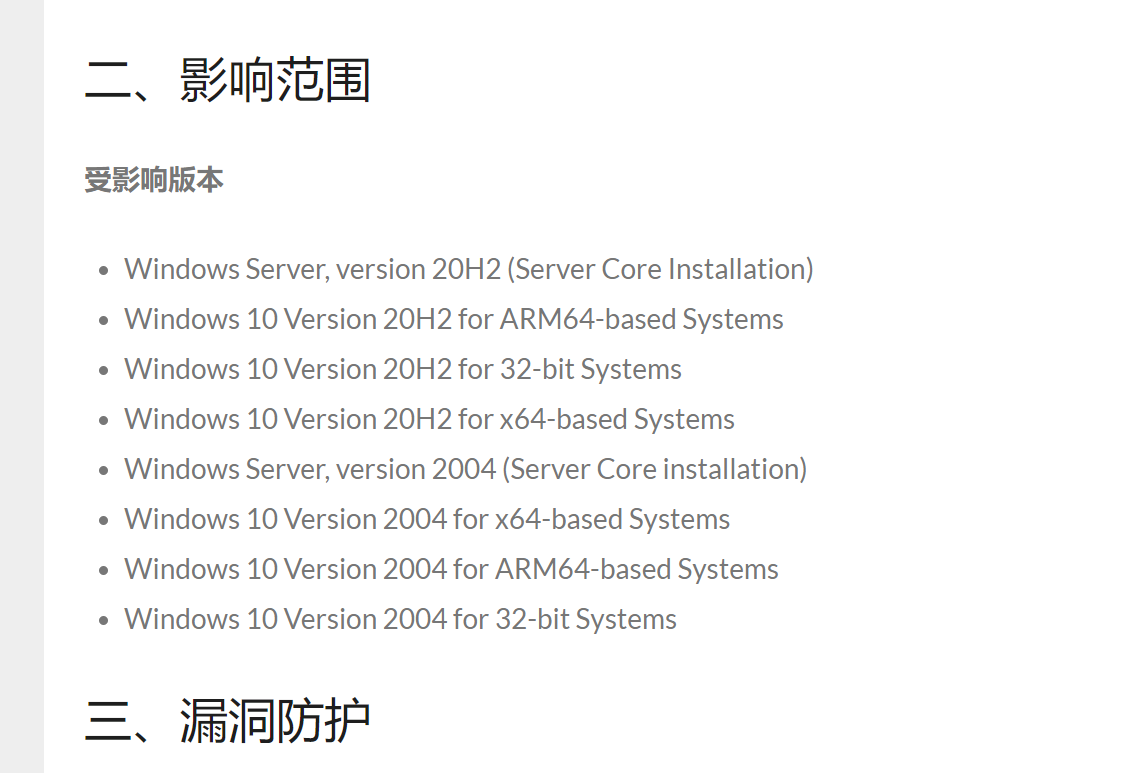 二、影响范围
受影响版本
Windows Server, version 20H2 (Server Core Installation)
Windows 10 Version 20H2 for ARM64-based Systems
Windows 10 Version 20H2 for 32-bit Systems
Windows 10 Version 20H2 for x64-based Systems
Windows Server, version 2004 (Server Core installation)
Windows 10 Version 2004 for x64-based Systems
Windows 10 Version 2004 for ARM64-based Systems
Windows 10 Version 2004 for 32-bit Systems
三、漏洞防护